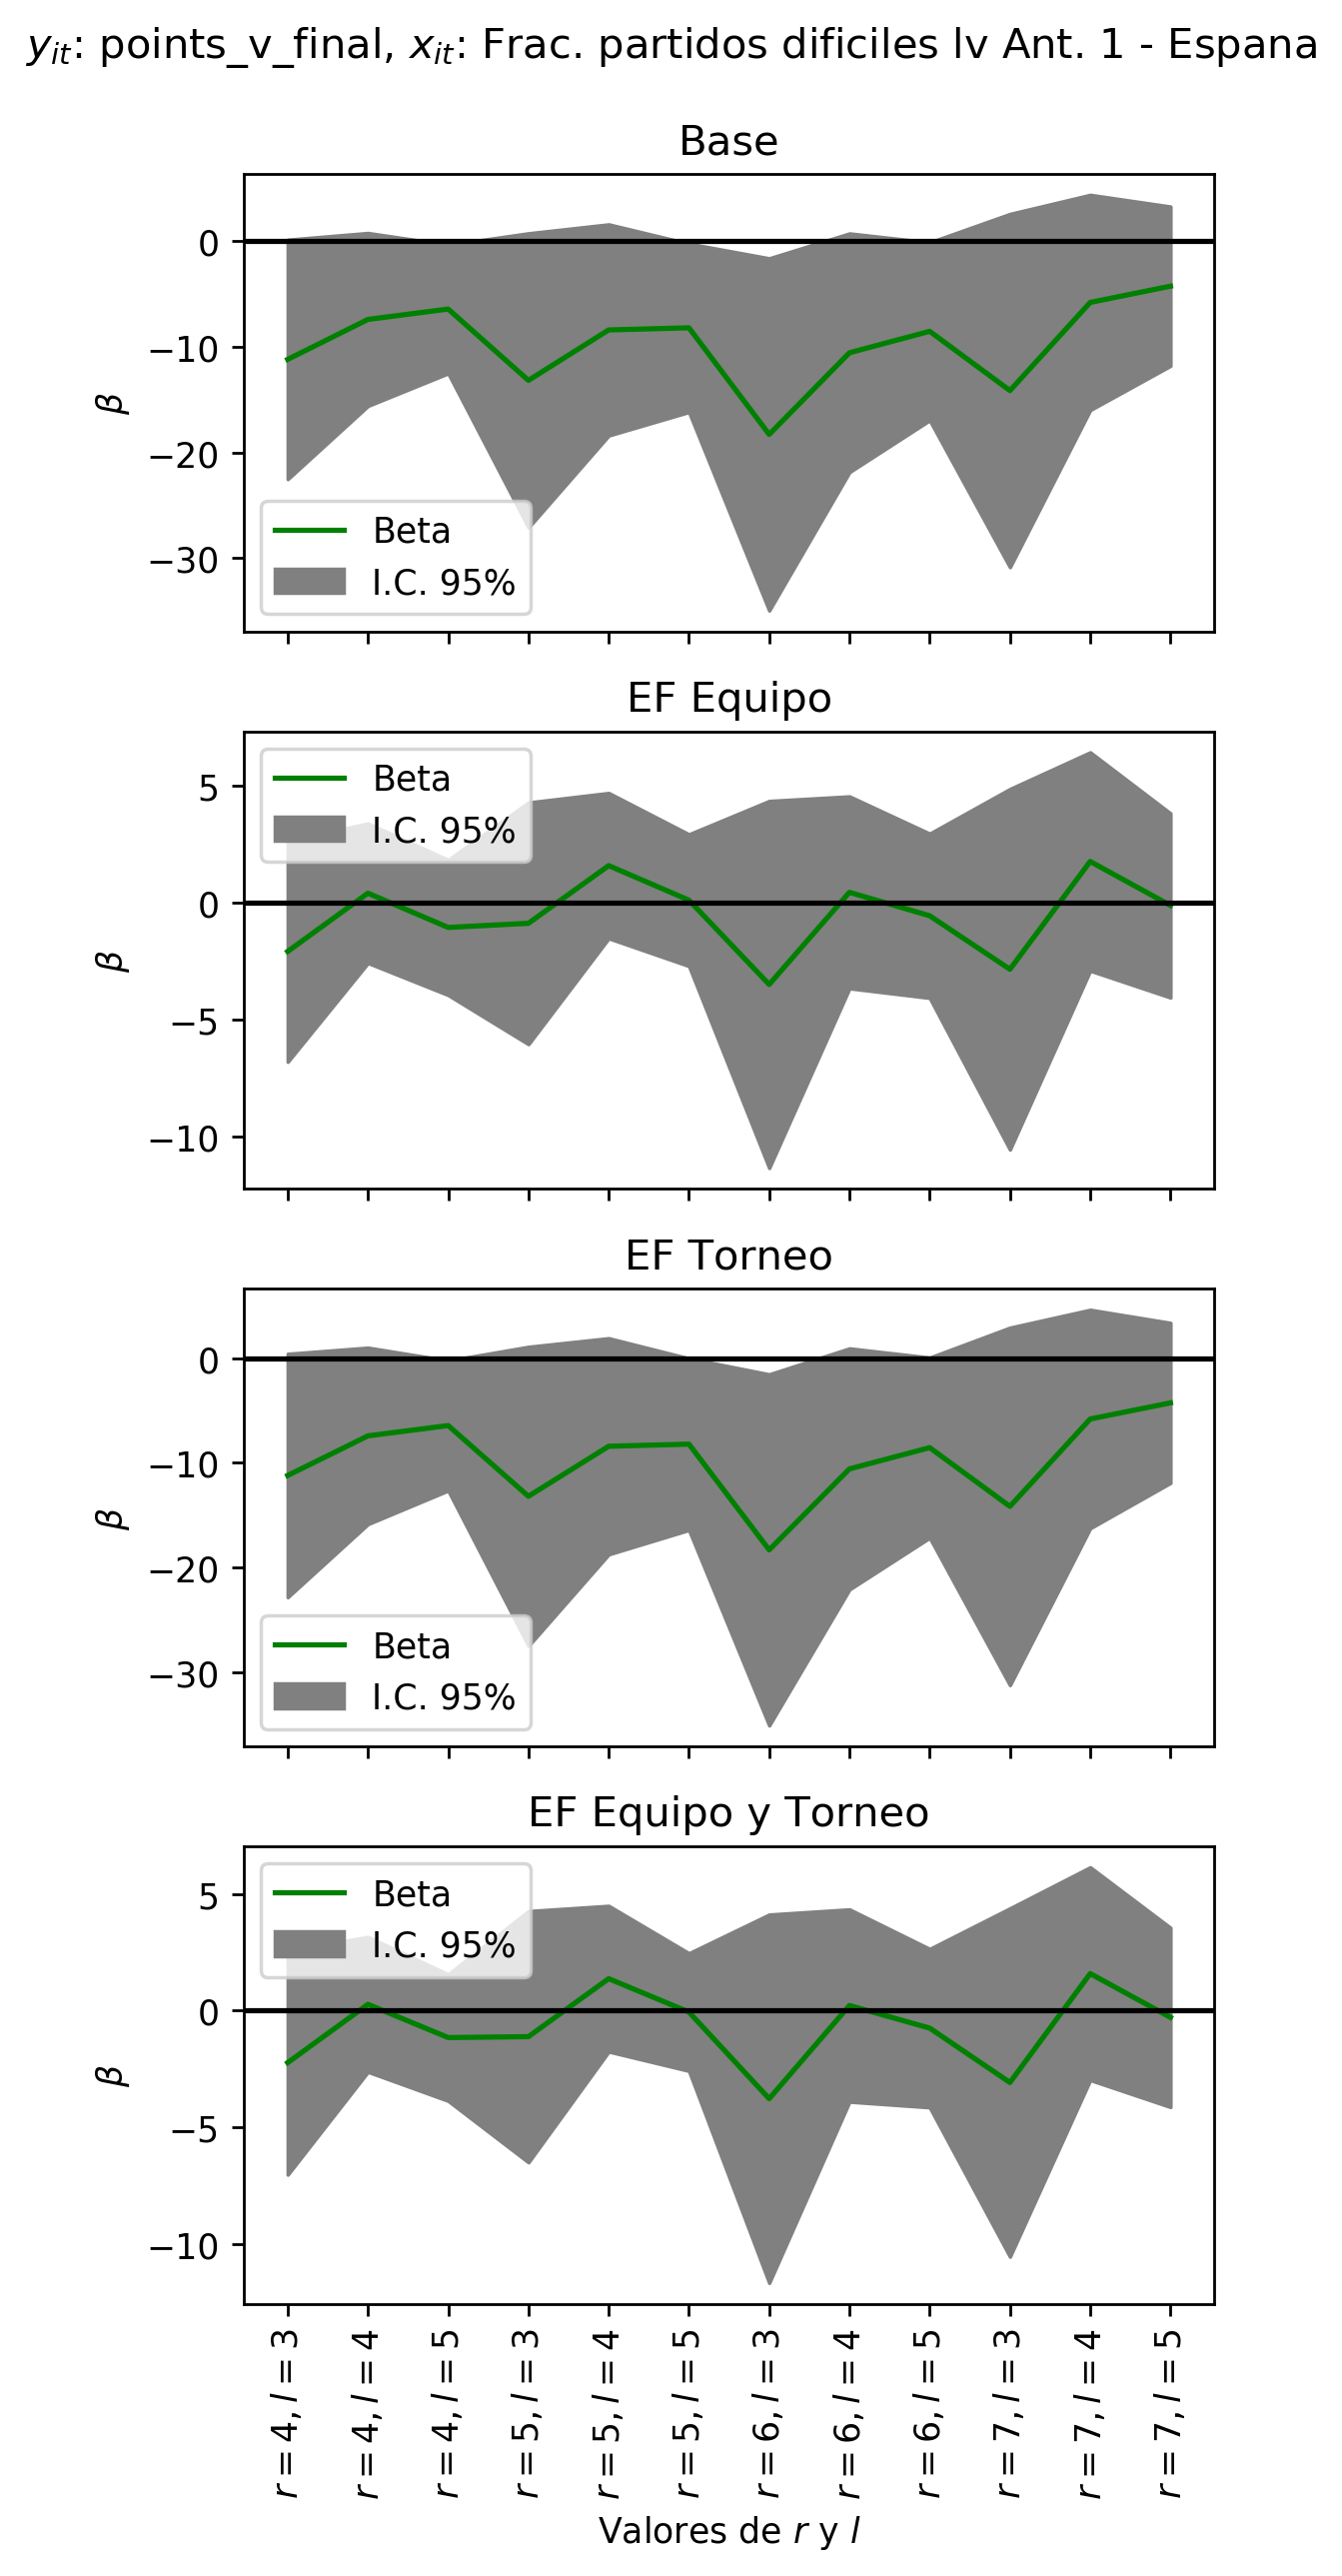 y_it: points_v_final, x_it: Frac. partidos dificiles lv Ant. 1 - Espana
Base
0
−10
−20
−30
β
Beta
I.C. 95%
EF Equipo
5
0
−5
−10
β
Beta
I.C. 95%
EF Torneo
0
−10
−20
−30
β
Beta
I.C. 95%
EF Equipo y Torneo
5
0
−5
−10
β
Beta
I.C. 95%
r = 4, l = 3
r = 4, l = 4
r = 4, l = 5
r = 5, l = 3
r = 5, l = 4
r = 5, l = 5
r = 6, l = 3
r = 6, l = 4
r = 6, l = 5
r = 7, l = 3
r = 7, l = 4
r = 7, l = 5
Valores de r y l